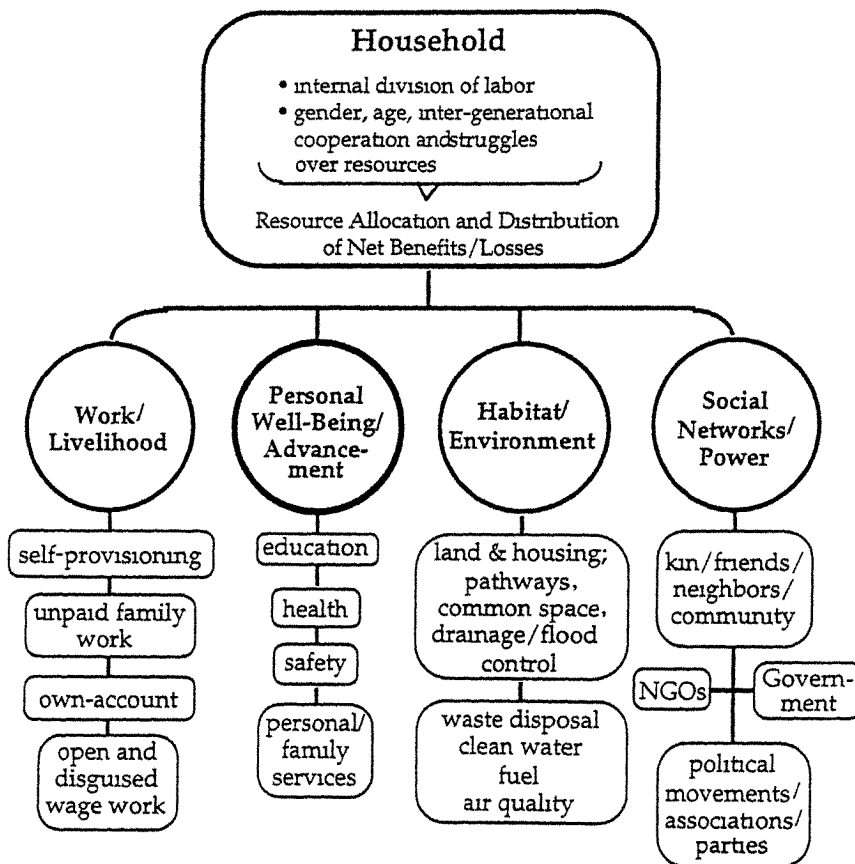 Household
• internal division of labor
• gender, age, inter-generational
cooperation andstruggles
over resources
Resource Allocation and Distribution
of Net Benefits/Losses
Work/
Livelihood
self-provisioning
unpaid family
work
own-account
open and
disguised
wage work
Personal
Well-Being/
Advance-
ment
education
health
safety
personal/
family
services
Habitat/
Environment
land & housing;
pathways,
common space,
drainage/flood
control
waste disposal
clean water
fuel
air quality
Social
Networks/
Power
kin/friends/
neighbors/
community
NGOs
Govern-
ment
political
movements/
associations/
parties